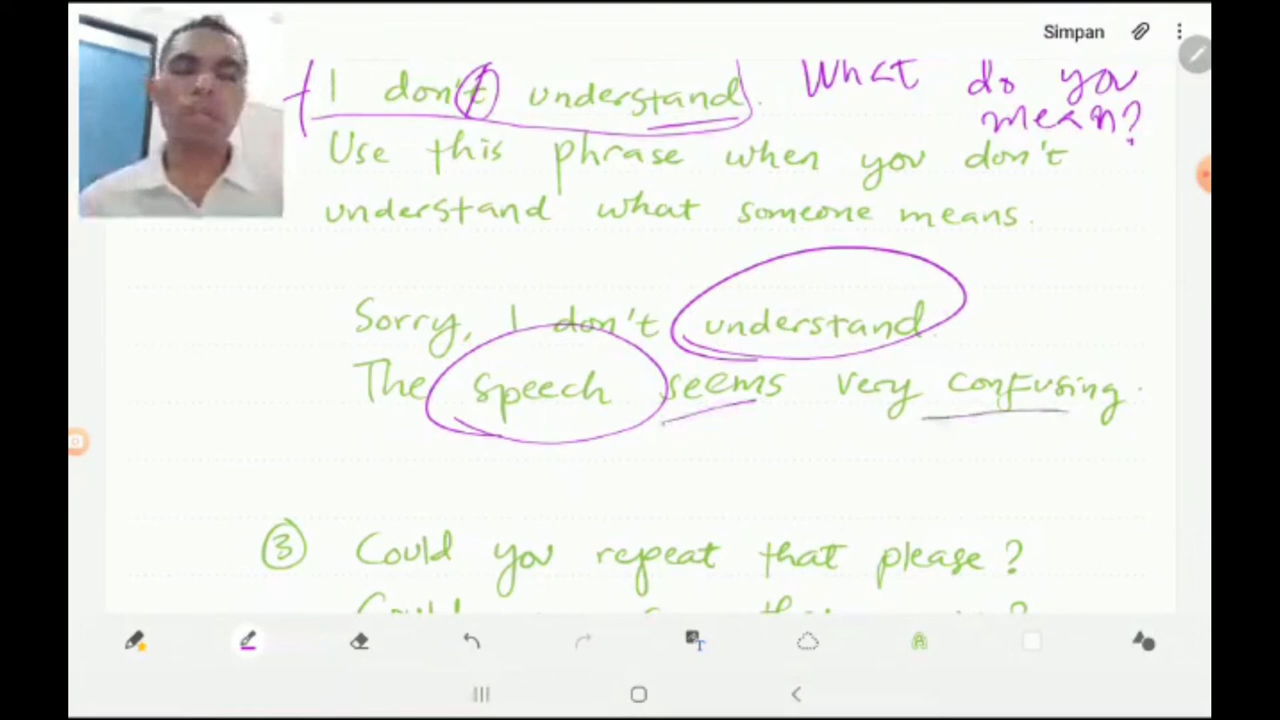 Simpan
I don't understand. What do you
mean?
Use this phrase when you don't
understand what someone means.
Sorry, I don't understand.
The speech seems very confusing.
3 Could you repeat that please?
Could